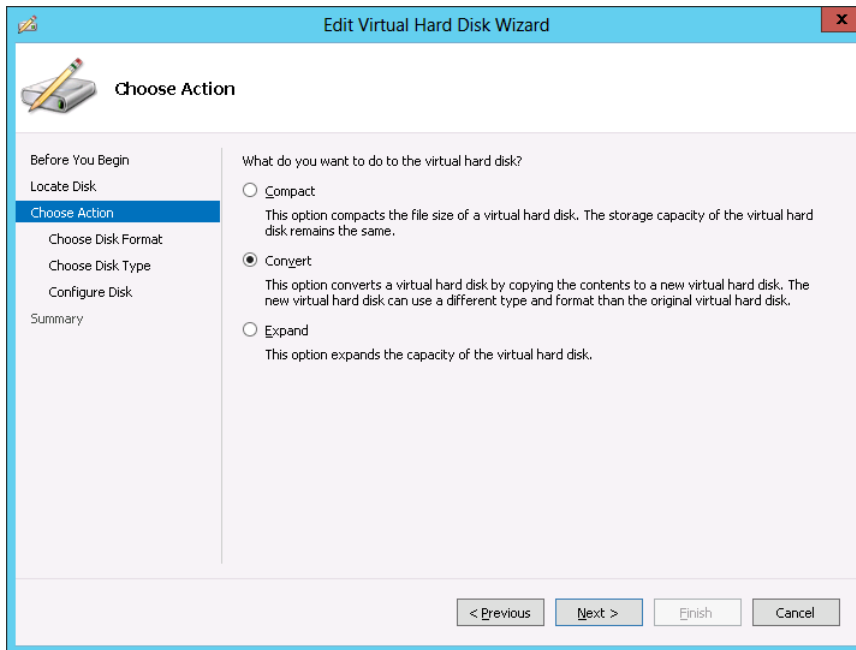 Edit Virtual Hard Disk Wizard
x
Choose Action
Before You Begin
Locate Disk
Choose Action
Choose Disk Format
Choose Disk Type
Configure Disk
Summary
What do you want to do to the virtual hard disk?
Compact
This option compacts the file size of a virtual hard disk. The storage capacity of the virtual hard
disk remains the same.
Convert
This option converts a virtual hard disk by copying the contents to a new virtual hard disk. The
new virtual hard disk can use a different type and format than the original virtual hard disk.
Expand
This option expands the capacity of the virtual hard disk.
< Previous
Next >
Finish
Cancel